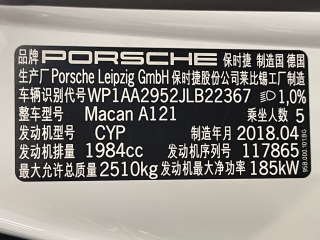 品牌 PORSCHE 保时捷 制造国 德国
生产厂 Porsche Leipzig GmbH 保时捷股份公司莱比锡工厂制造
车辆识别代号 WP1AA2952JLB22367 1,0%
整车型号 Macan A121 乘坐人数 5
发动机型号 CYP 制造年月 2018.04
发动机排量 1984cc 发动机序列号 117865
最大允许总质量 2510kg 发动机最大净功率 185kW